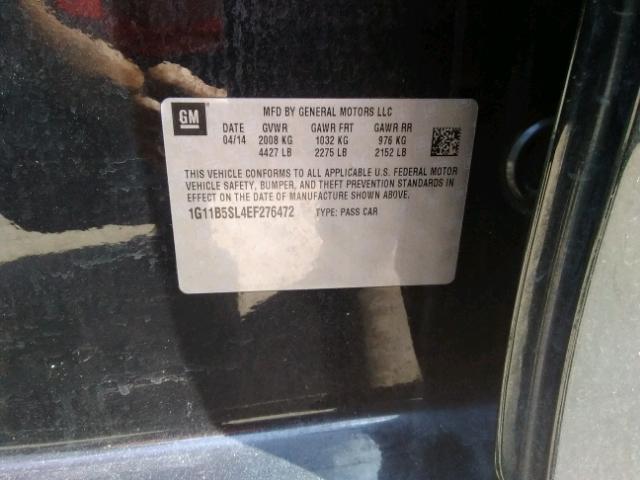 GM
MFD BY GENERAL MOTORS LLC
DATE GVWR GAWR FRT GAWR RR
04/14 2008 KG 1032 KG 976 KG
4427 LB 2275 LB 2152 LB
THIS VEHICLE CONFORMS TO ALL APPLICABLE U.S. FEDERAL MOTOR
VEHICLE SAFETY, BUMPER, AND THEFT PREVENTION STANDARDS IN
EFFECT ON THE DATE OF MANUFACTURE SHOWN ABOVE.
1G11B5SL4EF276472 TYPE: PASS CAR